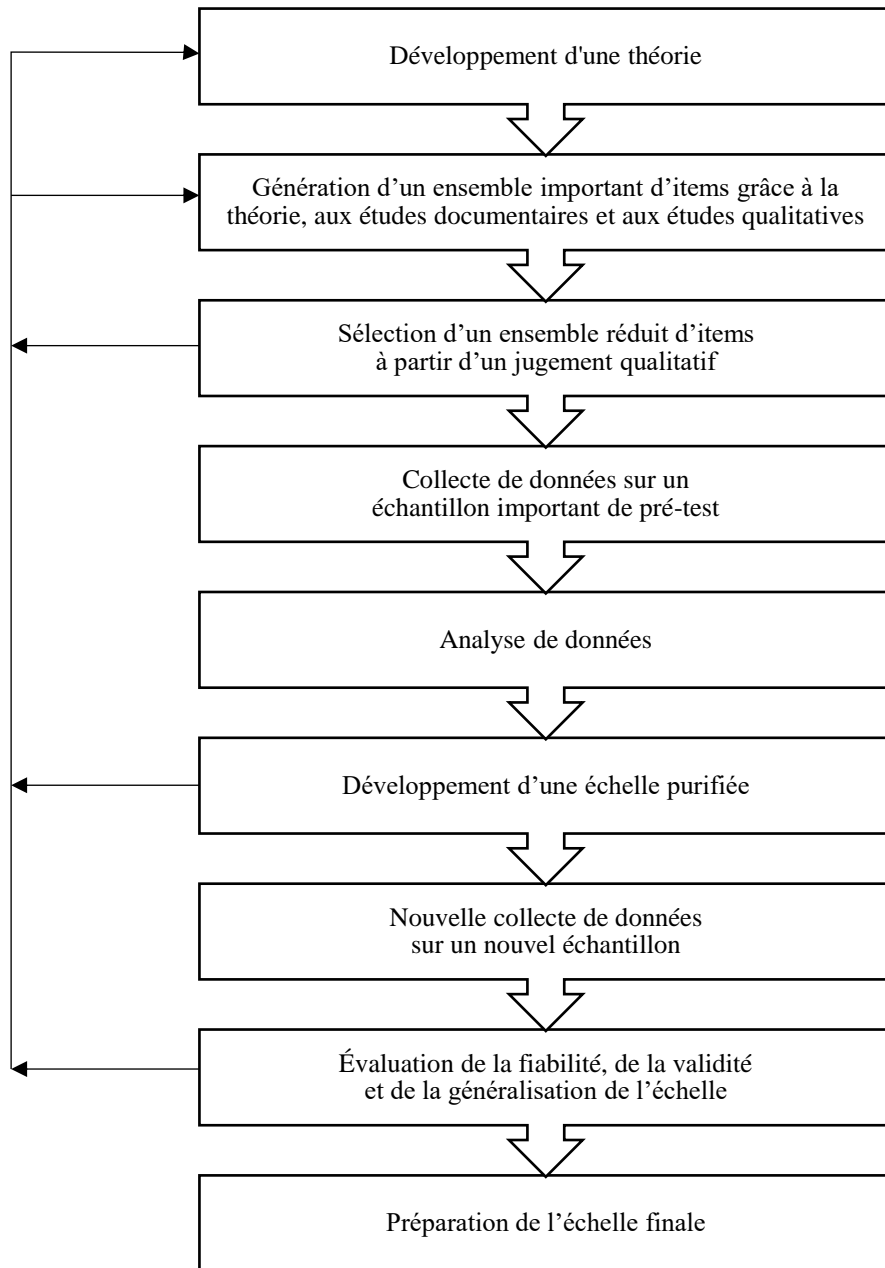 Développement d'une théorie
Génération d’un ensemble important d’items grâce à la
théorie, aux études documentaires et aux études qualitatives
Sélection d’un ensemble réduit d’items
à partir d’un jugement qualitatif
Collecte de données sur un
échantillon important de pré-test
Analyse de données
Développement d’une échelle purifiée
Nouvelle collecte de données
sur un nouvel échantillon
Évaluation de la fiabilité, de la validité
et de la généralisation de l’échelle
Préparation de l’échelle finale